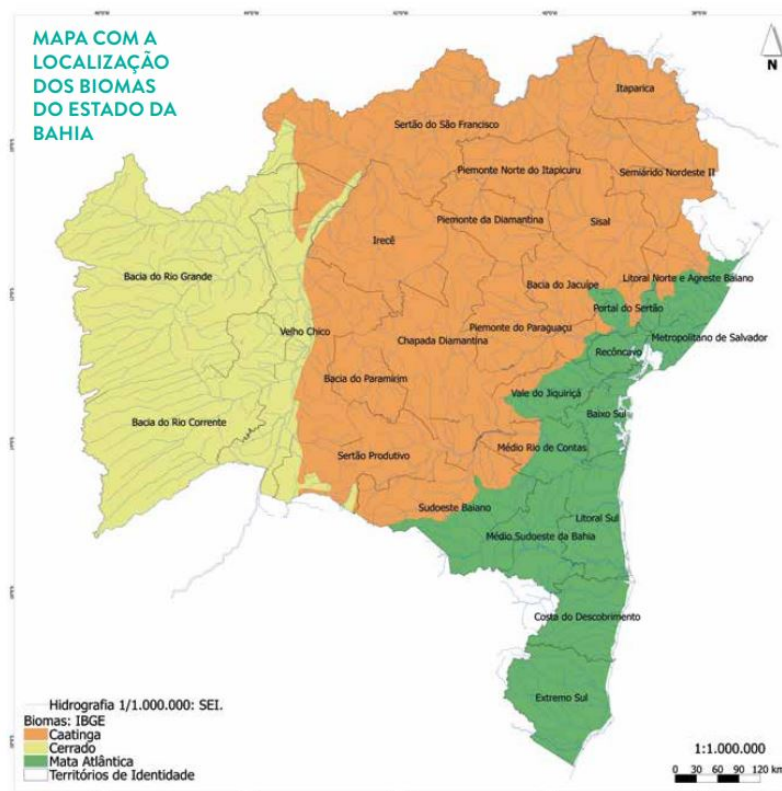 MAPA COM A
LOCALIZAÇÃO
DOS BIOMAS
DO ESTADO DA
BAHIA
N
Itaparica
Sertão do São Francisco
Piemonte Norte do Itapicuru
Semiárido Nordeste II
Piemonte da Diamantina
Sisal
Irecê
Bacia do Rio Grande
Bacia do Jacuípe
Litoral Norte e Agreste Baiano
Portal do Sertão
Velho Chico
Piemonte do Paraguaçu
Metropolitano de Salvador
Chapada Diamantina
Recôncavo
Bacia do Paramirim
Vale do Jiquiriçá
Baixo Sul
Bacia do Rio Corrente
Médio Rio de Contas
Sertão Produtivo
Sudoeste Baiano
Litoral Sul
Médio Sudoeste da Bahia
Costa do Descobrimento
Extremo Sul
Hidrografia 1/1.000.000: SEI.
Biomas: IBGE
Caatinga
Cerrado
Mata Atlântica
Territórios de Identidade
1:1.000.000
0 30 60 90 120 km